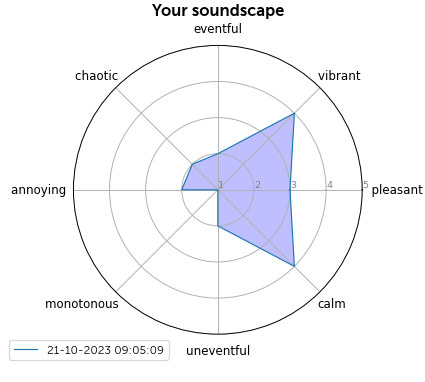 Your soundscape
eventful
chaotic
vibrant
annoying
1 2 3 4 5
pleasant
monotonous
calm
uneventful
21-10-2023 09:05:09